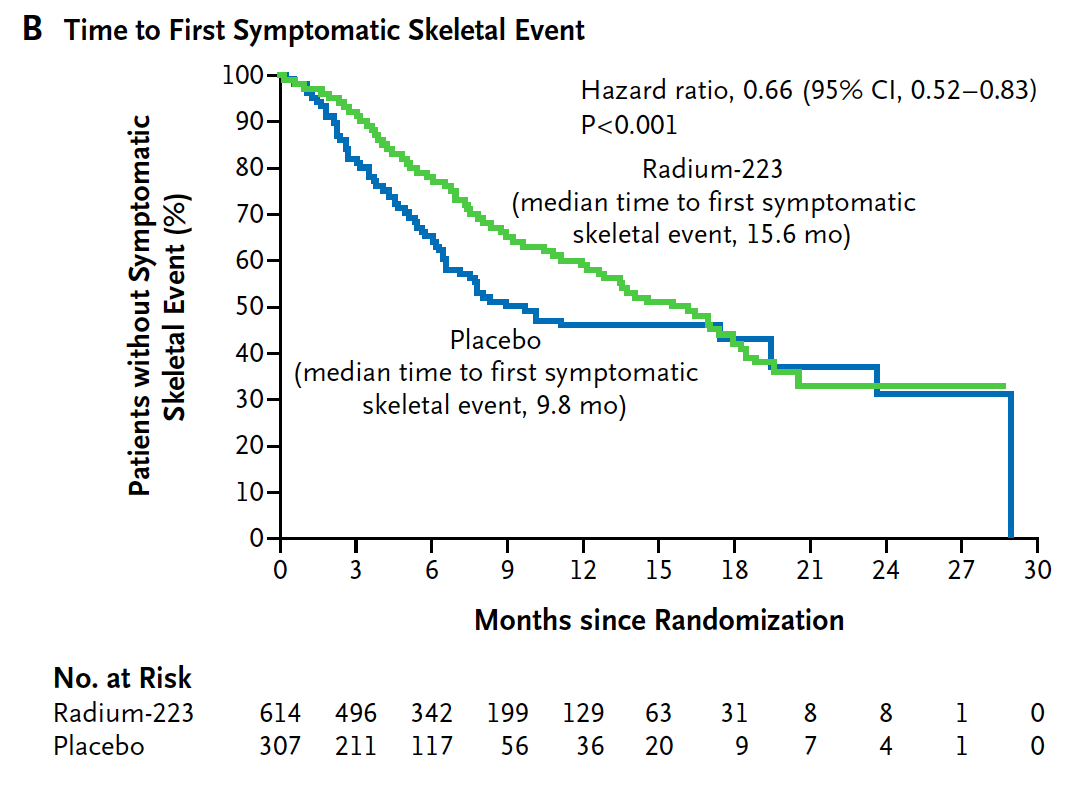 B Time to First Symptomatic Skeletal Event
Patients without Symptomatic
Skeletal Event (%)
100
90
80
70
60
50
40
30
20
10
0
Hazard ratio, 0.66 (95% CI, 0.52–0.83)
P<0.001
Radium-223
(median time to first symptomatic
skeletal event, 15.6 mo)
Placebo
(median time to first symptomatic
skeletal event, 9.8 mo)
0 3 6 9 12 15 18 21 24 27 30
Months since Randomization
No. at Risk
Radium-223 614 496 342 199 129 63 31 8 8 1 0
Placebo 307 211 117 56 36 20 9 7 4 1 0